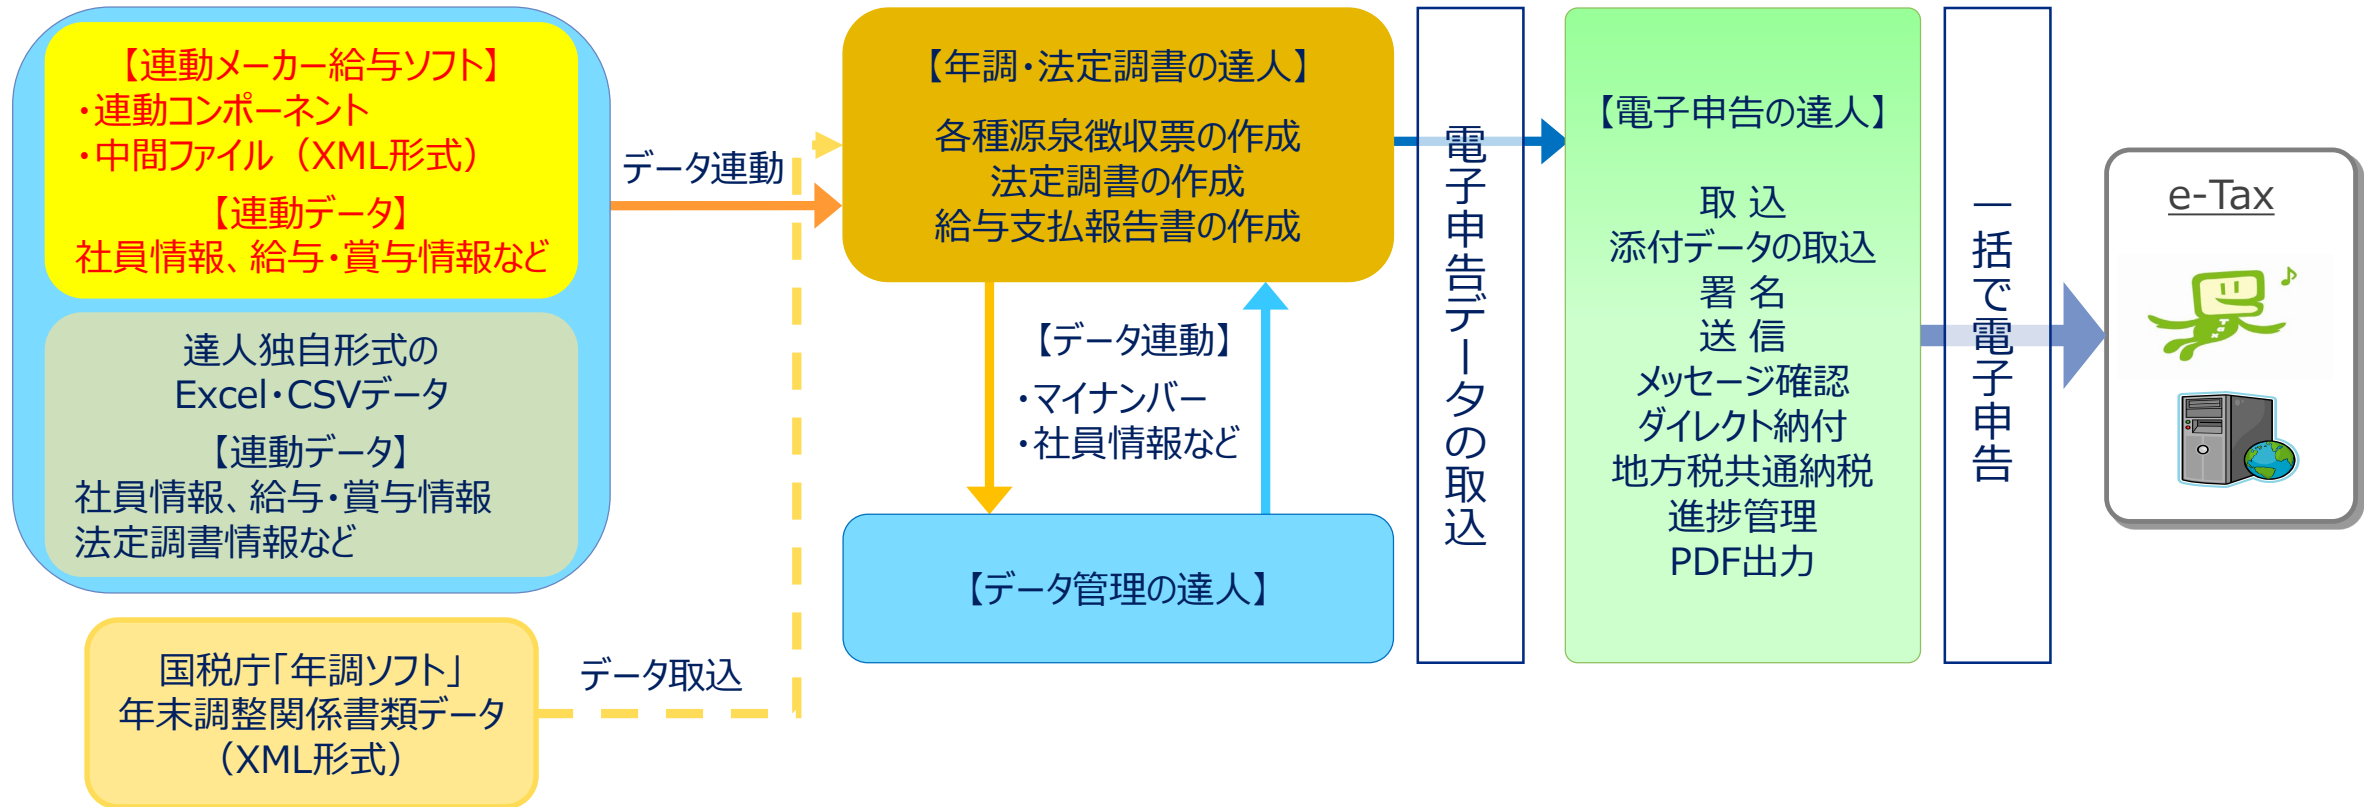 【連動メーカー給与ソフト】
・連動コンポーネント
・中間ファイル（XML形式）
【連動データ】
社員情報、給与・賞与情報など
達人独自形式の
Excel・CSVデータ
【連動データ】
社員情報、給与・賞与情報
法定調書情報など
国税庁「年調ソフト」
年末調整関係書類データ
（XML形式）
データ連動
データ取込
【年調・法定調書の達人】
各種源泉徴収票の作成
法定調書の作成
給与支払報告書の作成
【データ連動】
・マイナンバー
・社員情報など
【データ管理の達人】
電子申告データの取込
【電子申告の達人】
取 込
添付データの取込
署 名
送 信
メッセージ確認
ダイレクト納付
地方税共通納税
進捗管理
PDF出力
一括で電子申告
e-Tax